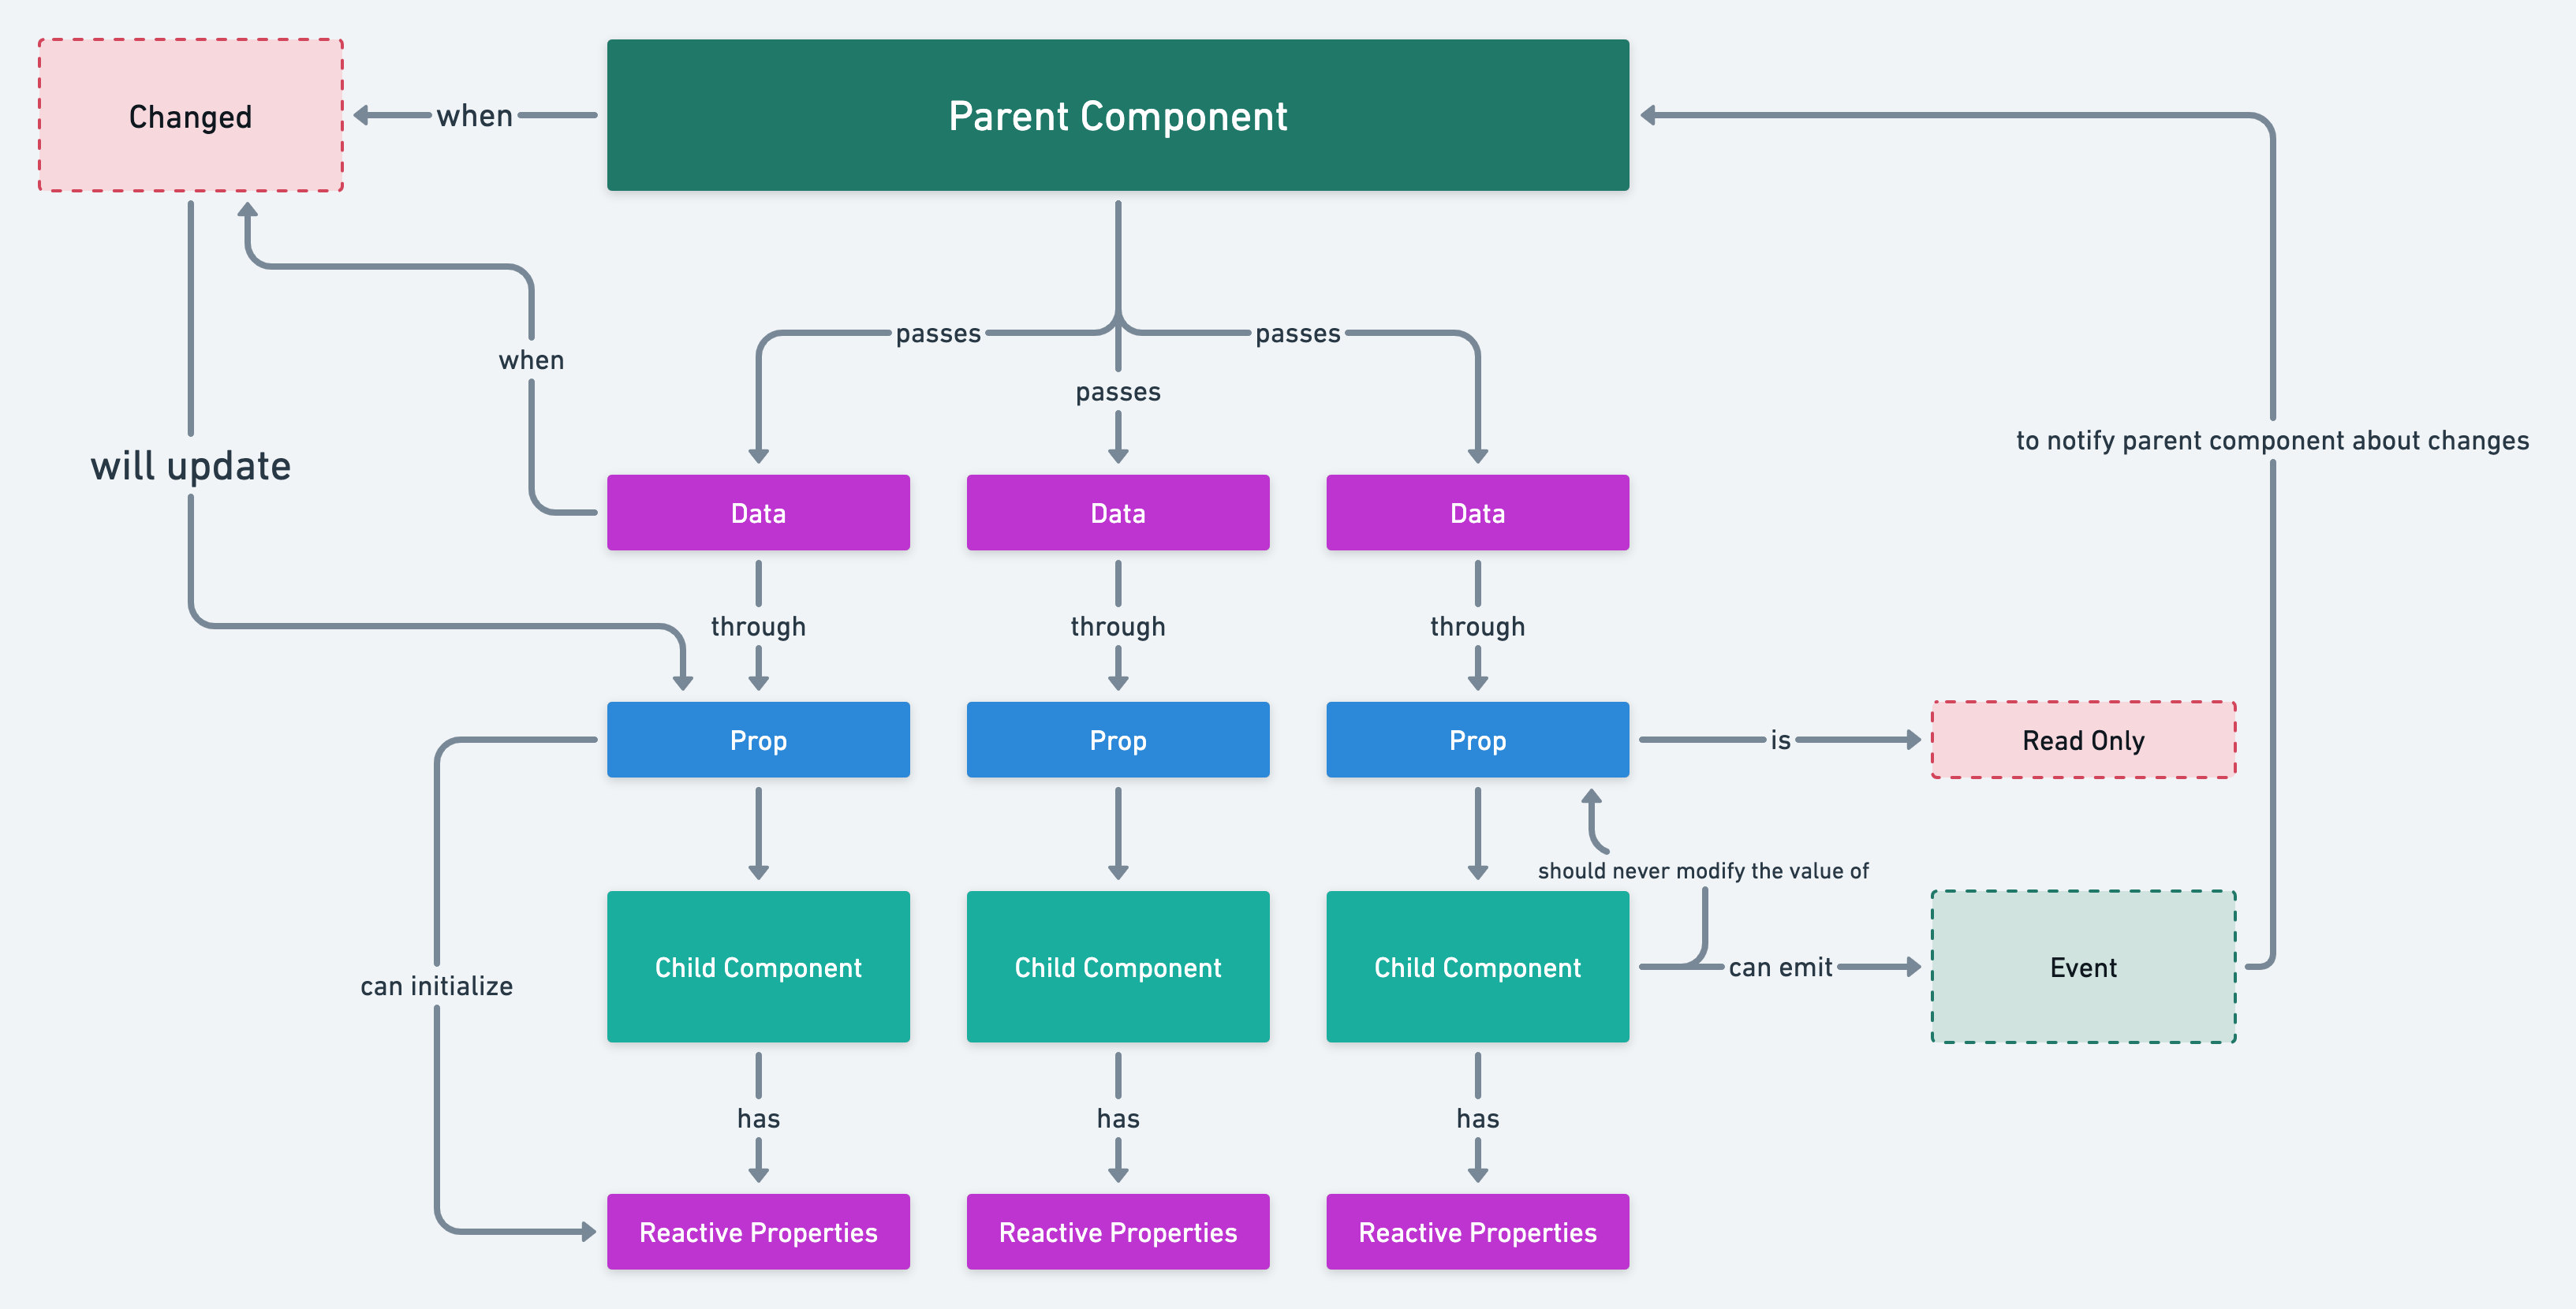 Changed
when
Parent Component
passes
passes
when
passes
to notify parent component about changes
will update
Data
Data
Data
through
through
through
Prop
Prop
Prop
is
Read Only
should never modify the value of
Child Component
Child Component
Child Component
can emit
Event
can initialize
has
has
has
Reactive Properties
Reactive Properties
Reactive Properties